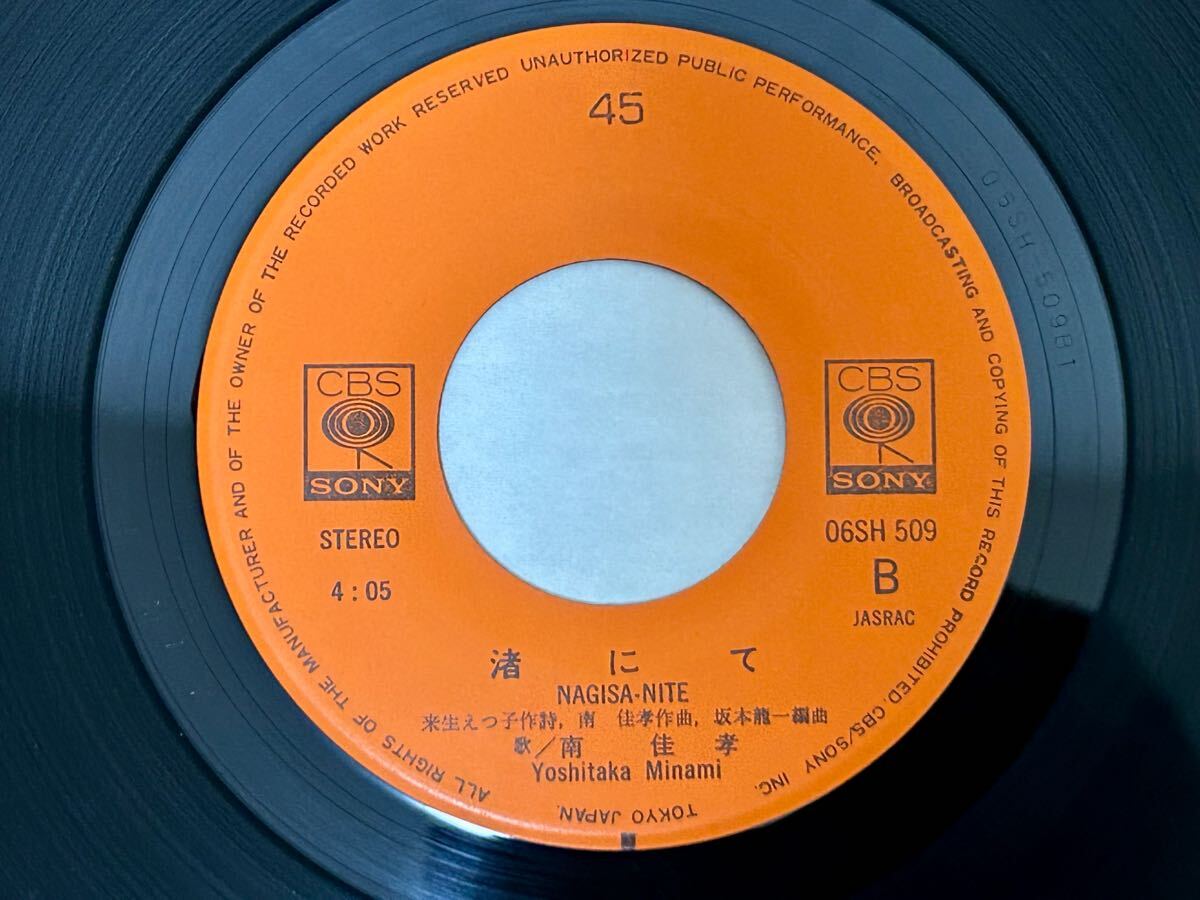 ALL RIGHTS OF THE MANUFACTURER AND OF THE OWNER OF THE RECORDED WORK RESERVED UNAUTHORIZED PUBLIC PERFORMANCE, BROADCASTING AND COPYING OF THIS RECORD PROHIBITED. CBS/SONY INC. TOKYO JAPAN.
45
CBS
SONY
STEREO
4:05
CBS
SONY
06SH 509
B
JASRAC
渚にて
NAGISA-NITE
来生えつ子作詩, 南 佳孝作曲, 坂本龍一編曲
歌/南 佳孝
Yoshitaka Minami
06SH 509B1